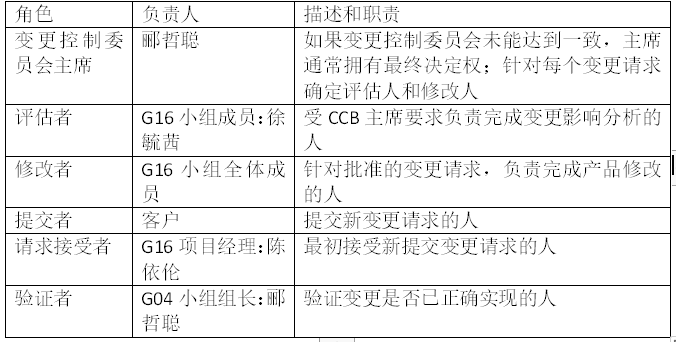 角色 负责人 描述和职责
变更控制委 郦哲聪 如果变更控制委员会未能达到一致，主席
员会主席 通常拥有最终决定权；针对每个变更请求
确定评估人和修改人
评估者 G16 小组成员：徐 受 CCB 主席要求负责完成变更影响分析的
毓茜 人
修改者 G16 小组全体成 针对批准的变更请求，负责完成产品修改
员 的人
提交者 客户 提交新变更请求的人
请求接受者 G16 项目经理：陈 最初接受新提交变更请求的人
依伦
验证者 G04 小组组长：郦 验证变更是否已正确实现的人
哲聪